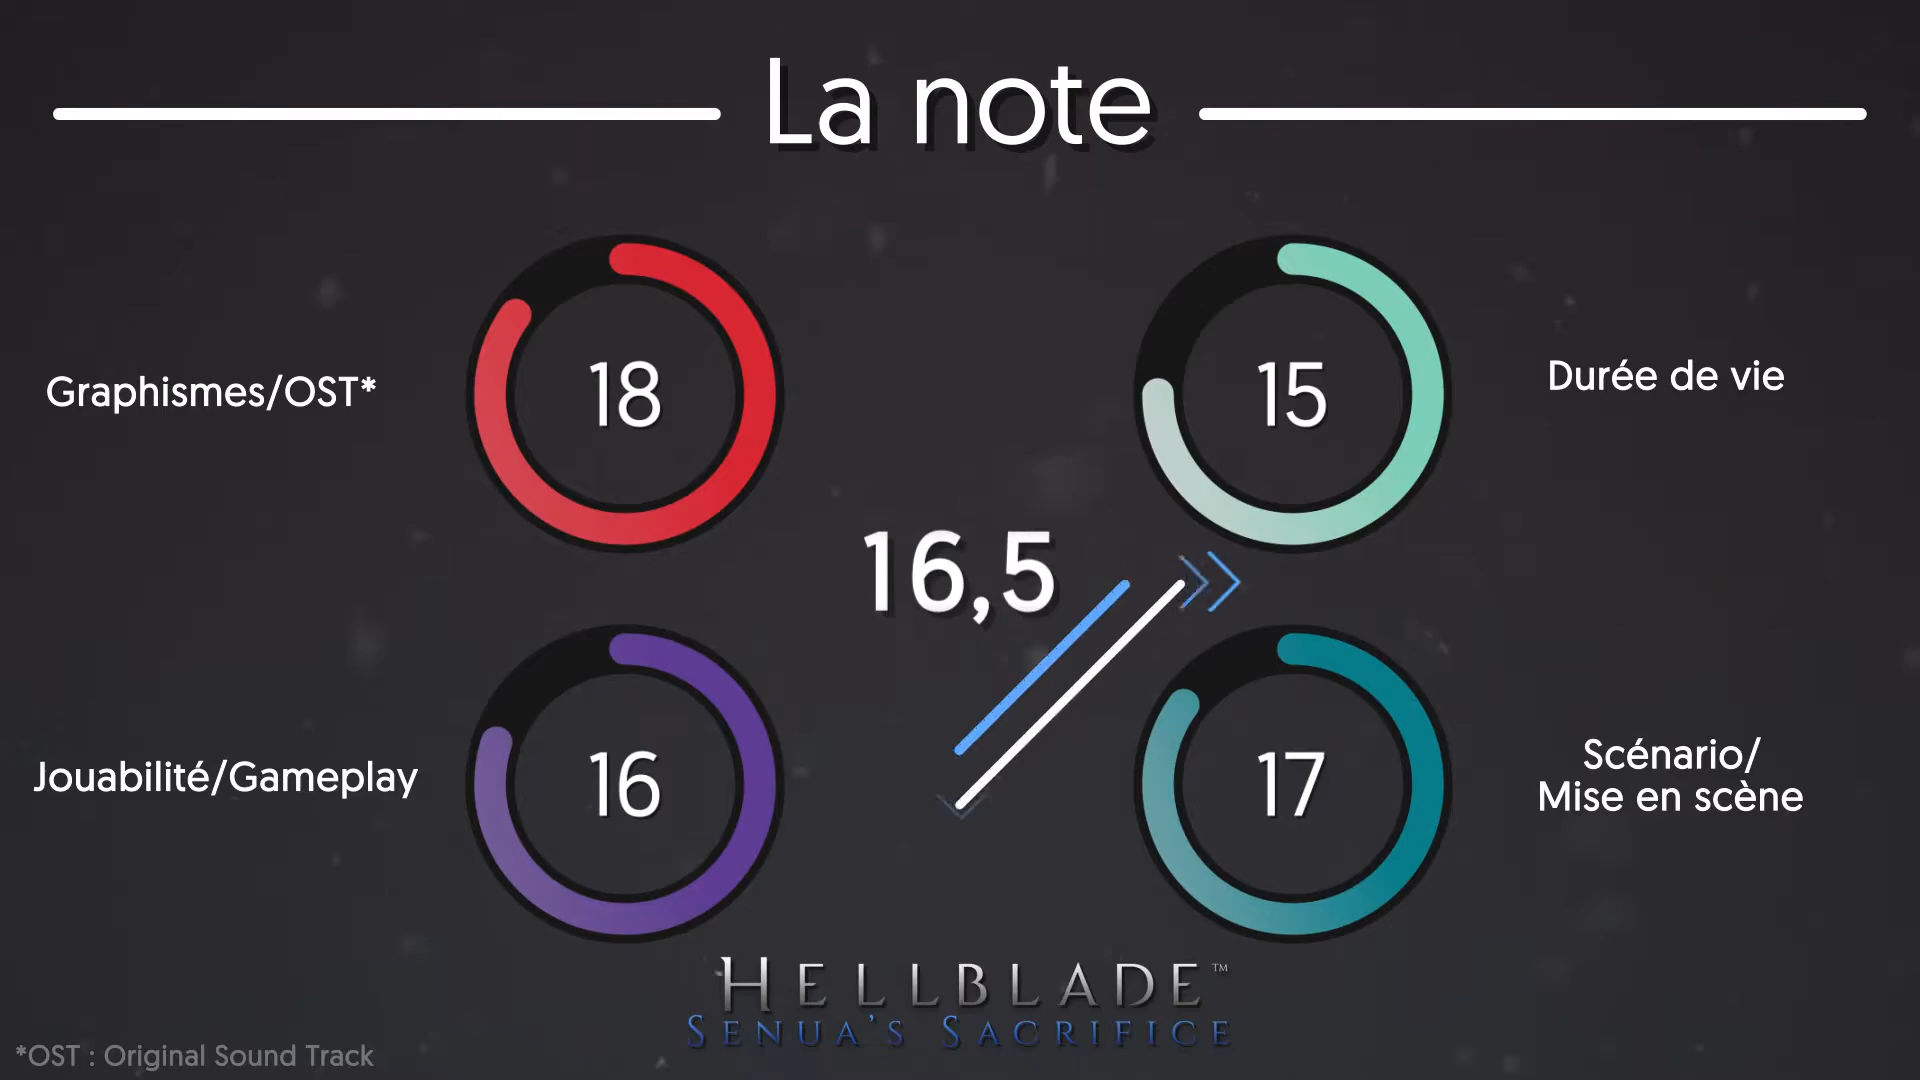 La note
Graphismes/OST*
18
15
Durée de vie
16,5
Jouabilité/Gameplay
16
17
Scénario/
Mise en scène
HELLBLADE™
SENUA'S SACRIFICE
*OST : Original Sound Track